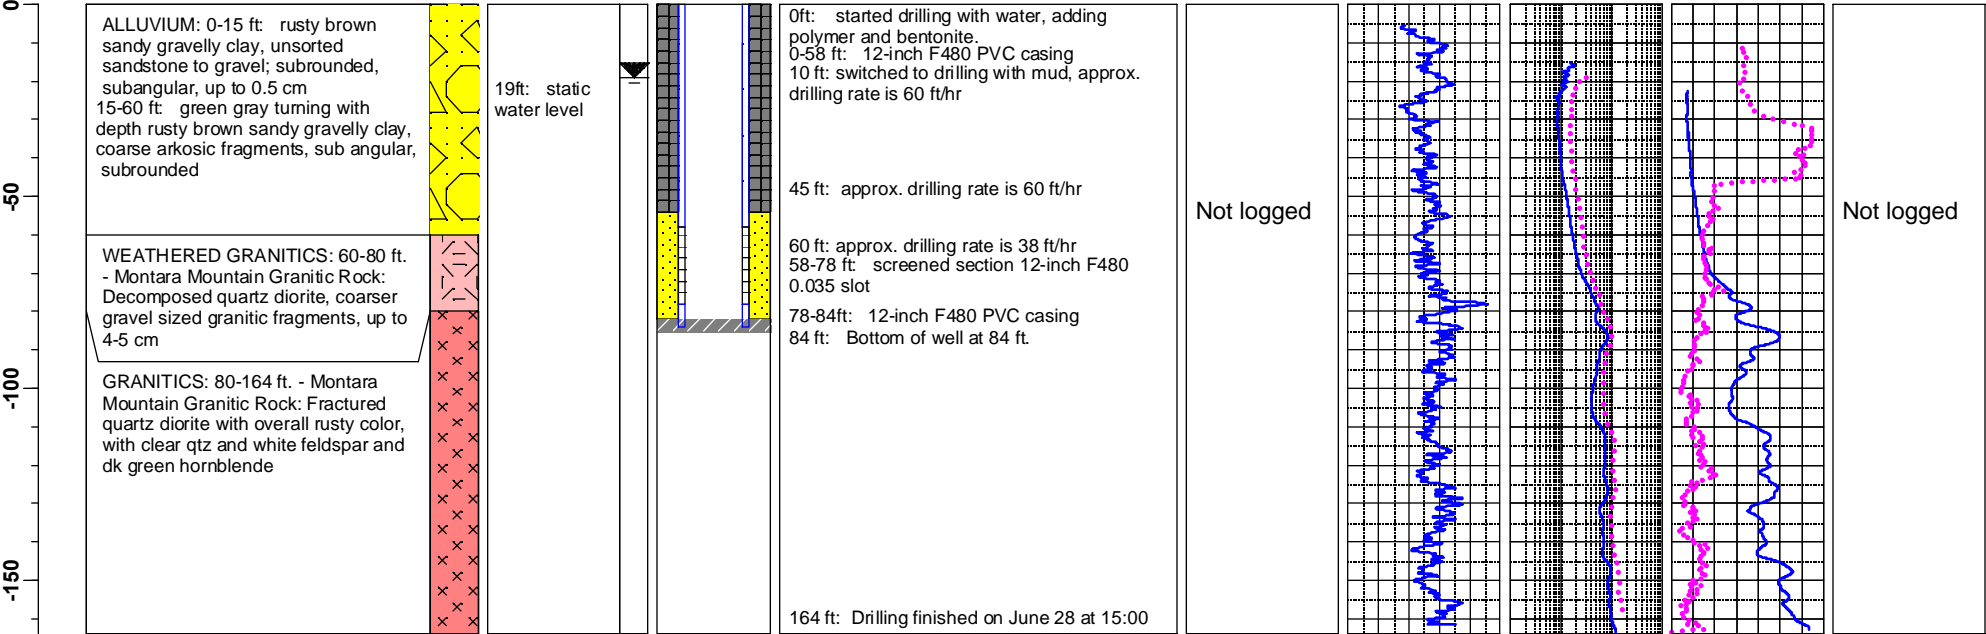 0
-50
-100
-150
ALLUVIUM: 0-15 ft: rusty brown
sandy gravelly clay, unsorted
sandstone to gravel; subrounded,
subangular, up to 0.5 cm
15-60 ft: green gray turning with
depth rusty brown sandy gravelly clay,
coarse arkosic fragments, sub angular,
subrounded
WEATHERED GRANITICS: 60-80 ft.
- Montara Mountain Granitic Rock:
Decomposed quartz diorite, coarser
gravel sized granitic fragments, up to
4-5 cm
GRANITICS: 80-164 ft. - Montara
Mountain Granitic Rock: Fractured
quartz diorite with overall rusty color,
with clear qtz and white feldspar and
dk green hornblende
19ft: static
water level
0ft: started drilling with water, adding
polymer and bentonite.
0-58 ft: 12-inch F480 PVC casing
10 ft: switched to drilling with mud, approx.
drilling rate is 60 ft/hr
45 ft: approx. drilling rate is 60 ft/hr
60 ft: approx. drilling rate is 38 ft/hr
58-78 ft: screened section 12-inch F480
0.035 slot
78-84ft: 12-inch F480 PVC casing
84 ft: Bottom of well at 84 ft.
164 ft: Drilling finished on June 28 at 15:00
Not logged
Not logged